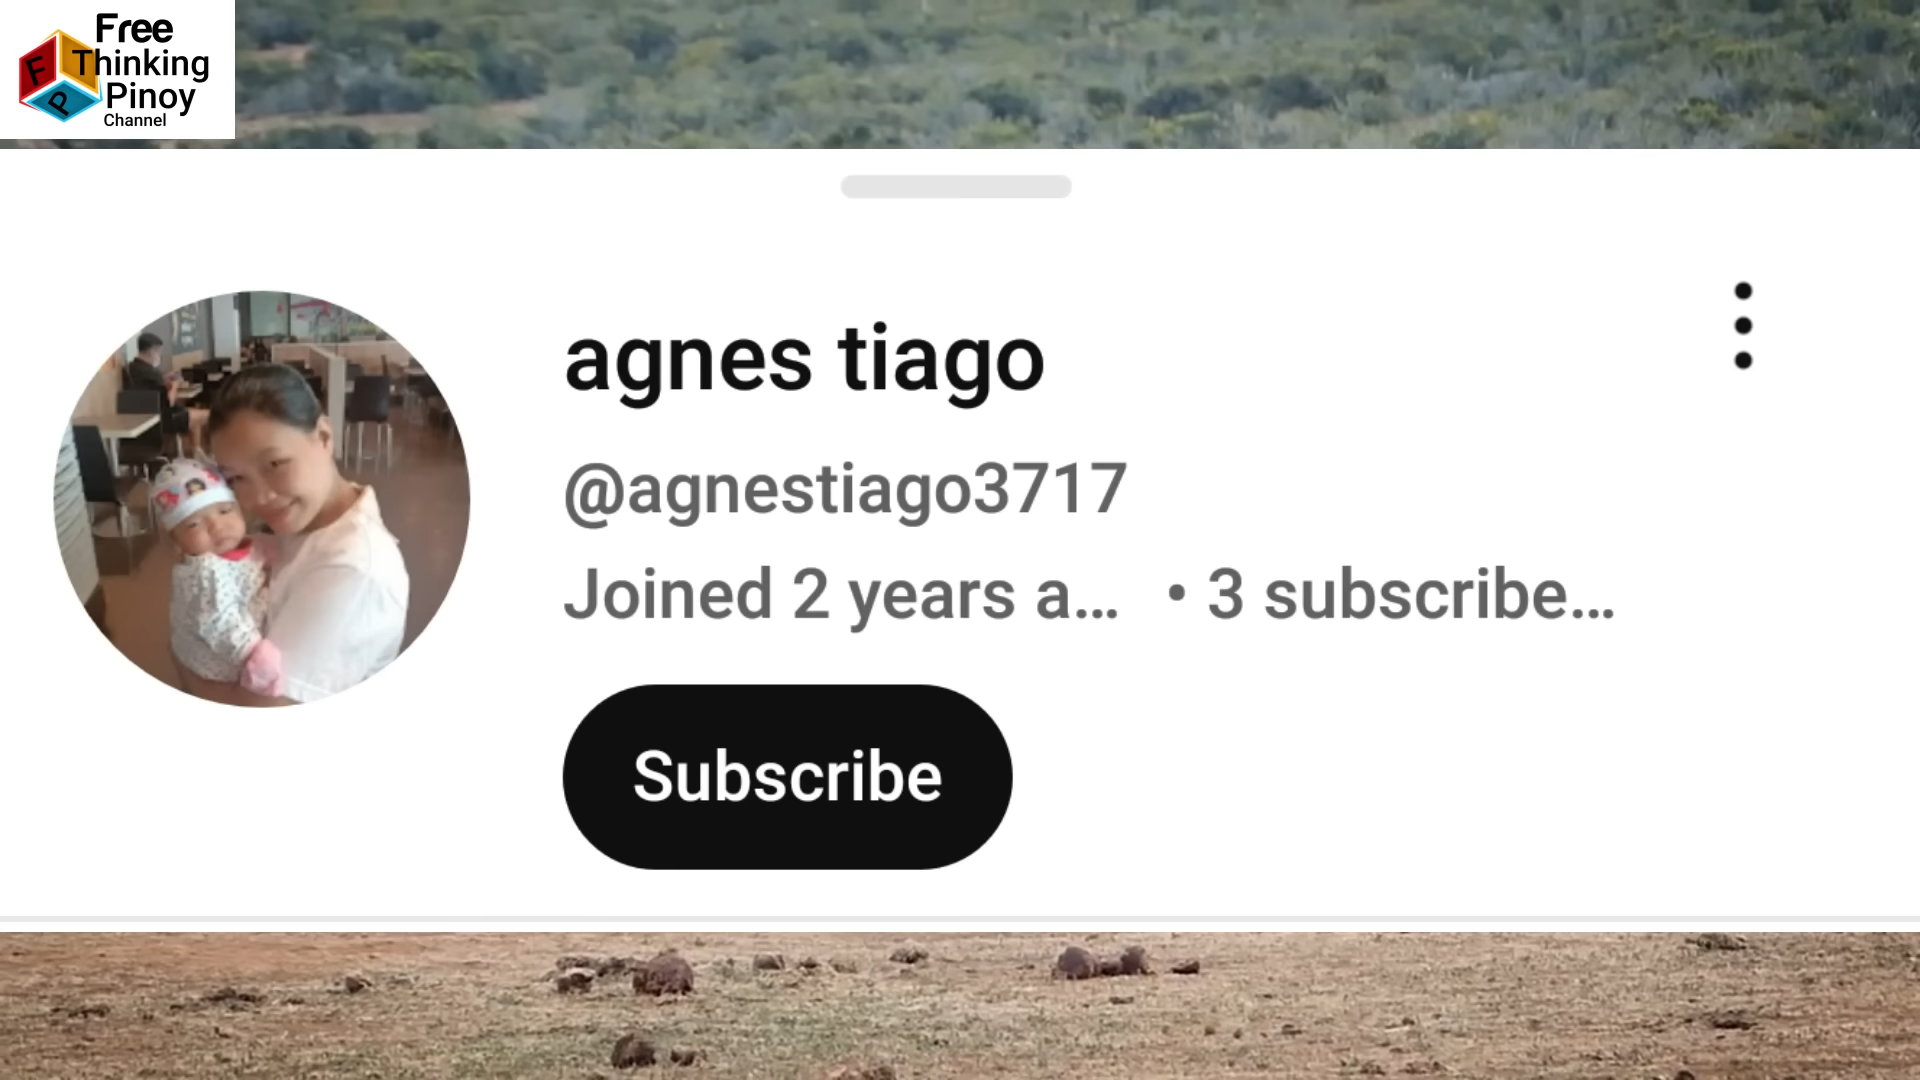 Free
Thinking
Pinoy
Channel
F
P
agnes tiago
@agnestiago3717
Joined 2 years a... • 3 subscribe...
Subscribe